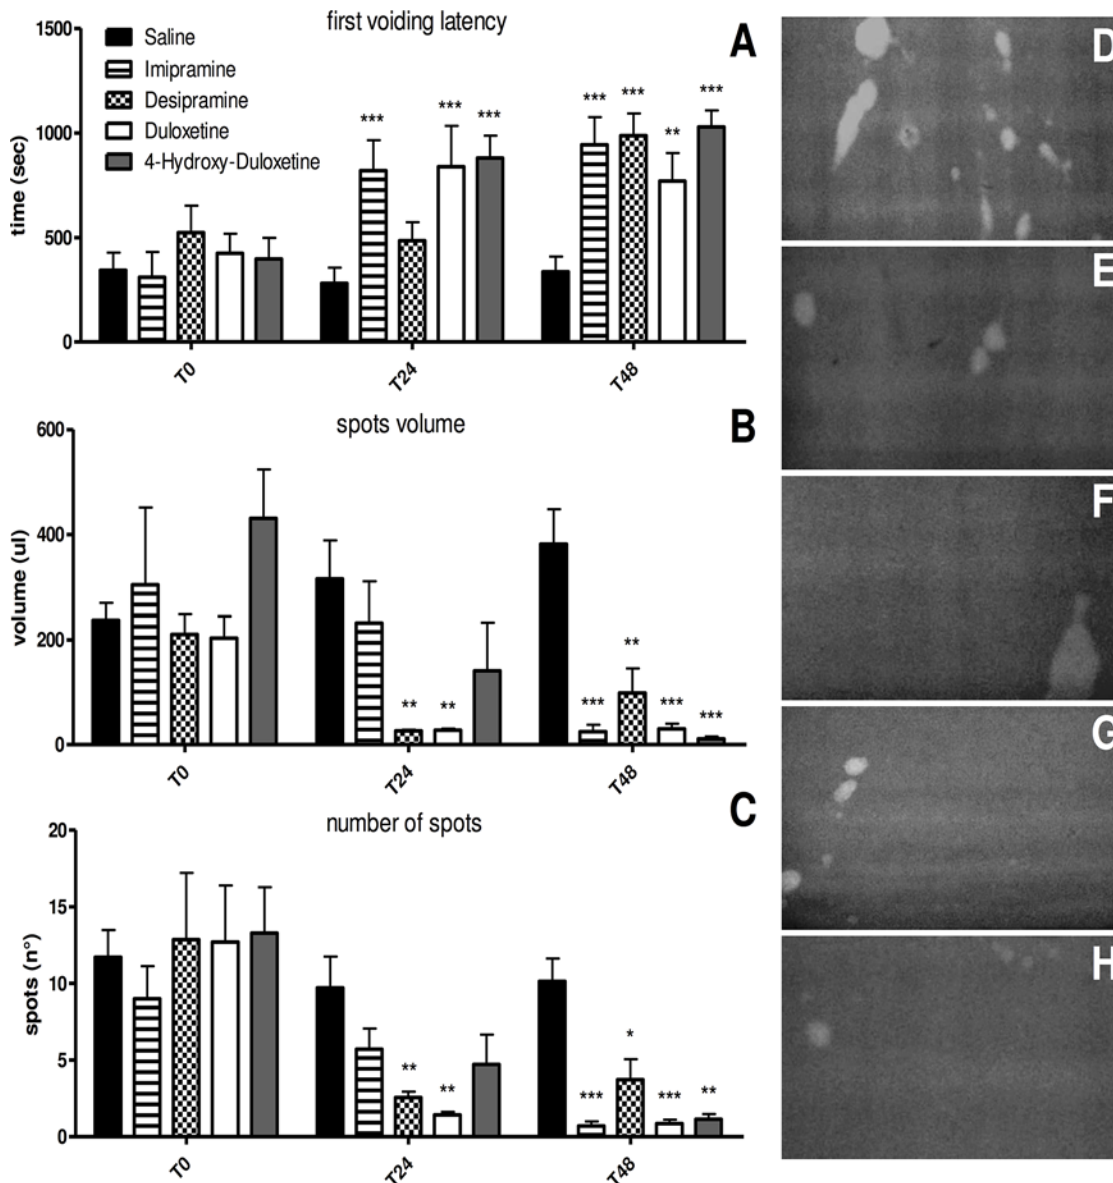 first voiding latency
A
1500
1000
500
0
time (sec)
Saline
Imipramine
Desipramine
Duloxetine
4-Hydroxy-Duloxetine
*** *** *** *** *** ** ***
T0 T24 T48
spots volume
B
600
400
200
0
volume (ul)
** ** *** ** *** ***
T0 T24 T48
number of spots
C
20
15
10
5
0
spots (n°)
** ** *** * *** **
T0 T24 T48
D
E
F
G
H